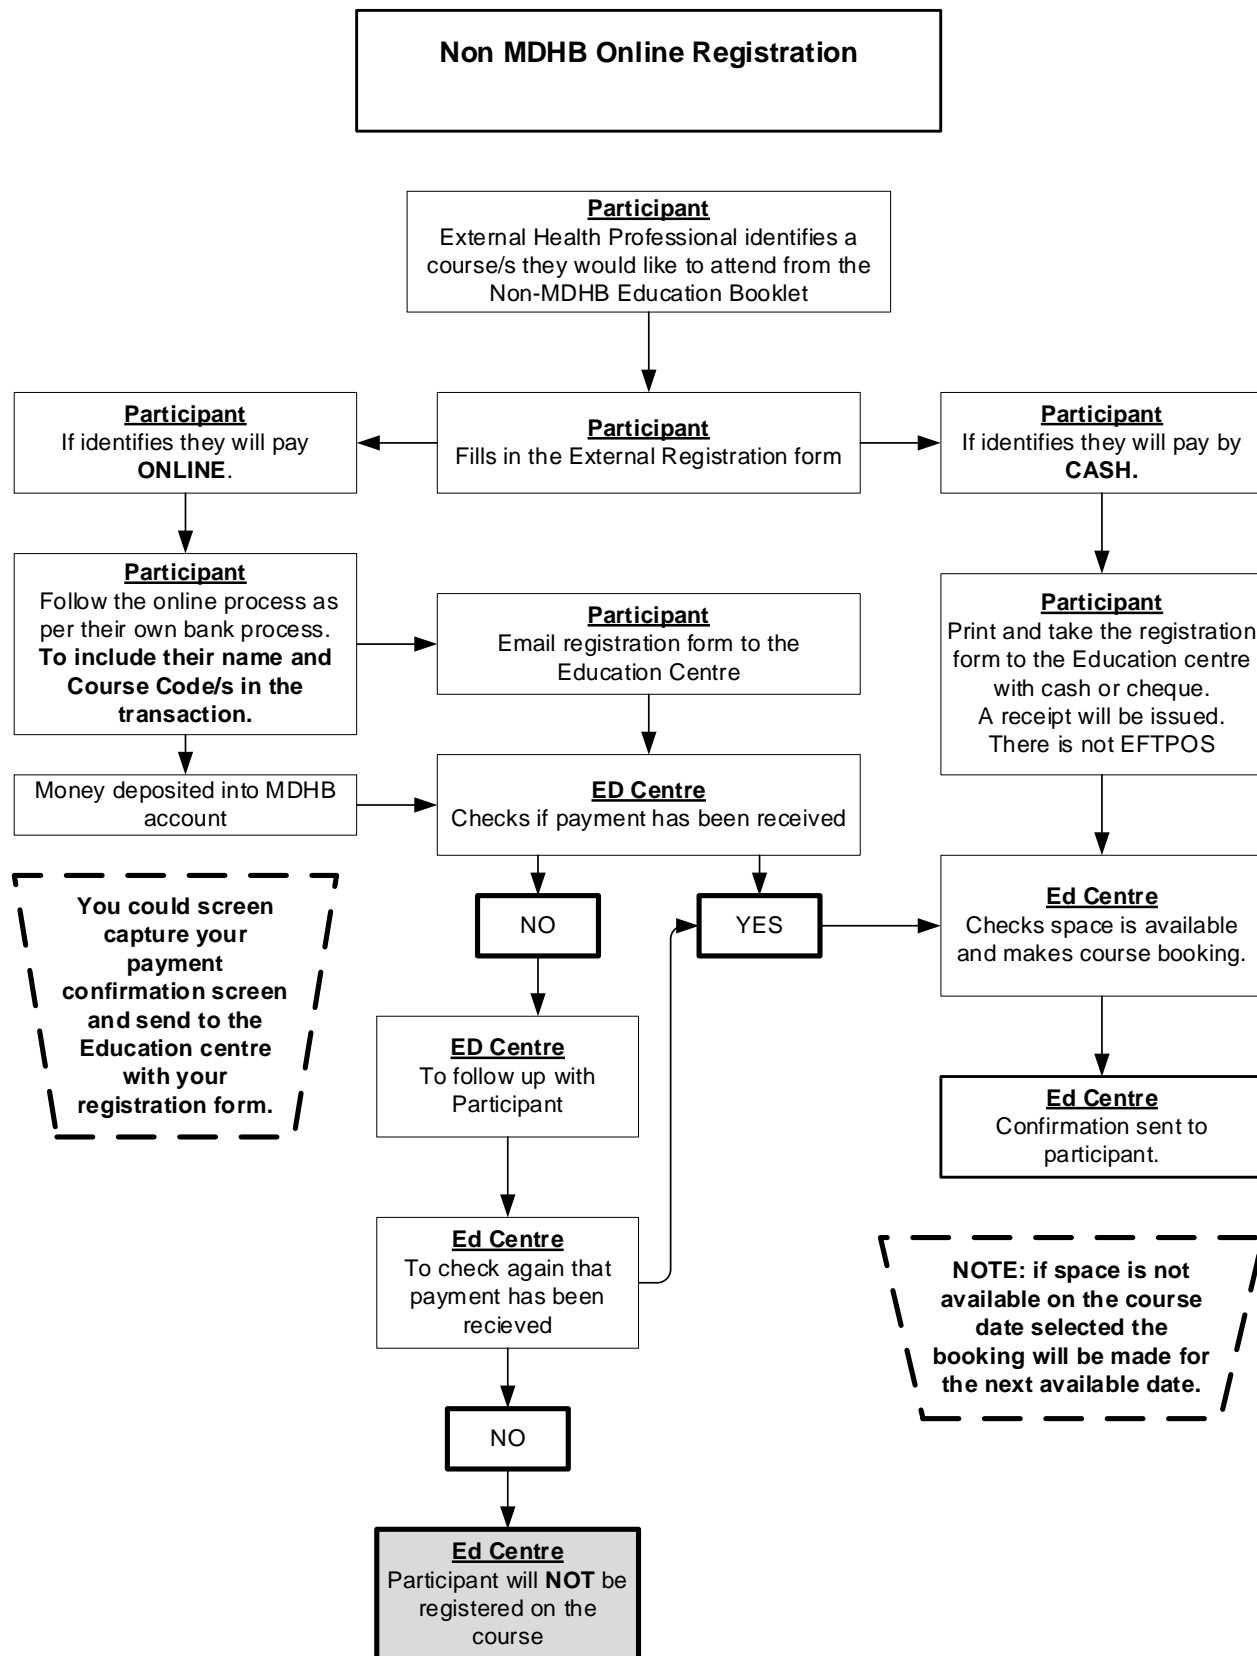 Non MDHB Online Registration
Participant
External Health Professional identifies a
course/s they would like to attend from the
Non-MDHB Education Booklet
Participant
If identifies they will pay
ONLINE.
Participant
Fills in the External Registration form
Participant
If identifies they will pay by
CASH.
Participant
Follow the online process as
per their own bank process.
To include their name and
Course Code/s in the
transaction.
Participant
Email registration form to the
Education Centre
Participant
Print and take the registration
form to the Education centre
with cash or cheque.
A receipt will be issued.
There is not EFTPOS
Money deposited into MDHB
account
ED Centre
Checks if payment has been received
You could screen
capture your
payment
confirmation screen
and send to the
Education centre
with your
registration form.
NO
YES
Ed Centre
Checks space is available
and makes course booking.
ED Centre
To follow up with
Participant
Ed Centre
Confirmation sent to
participant.
Ed Centre
To check again that
payment has been
recieved
NOTE: if space is not
available on the course
date selected the
booking will be made for
the next available date.
NO
Ed Centre
Participant will NOT be
registered on the
course